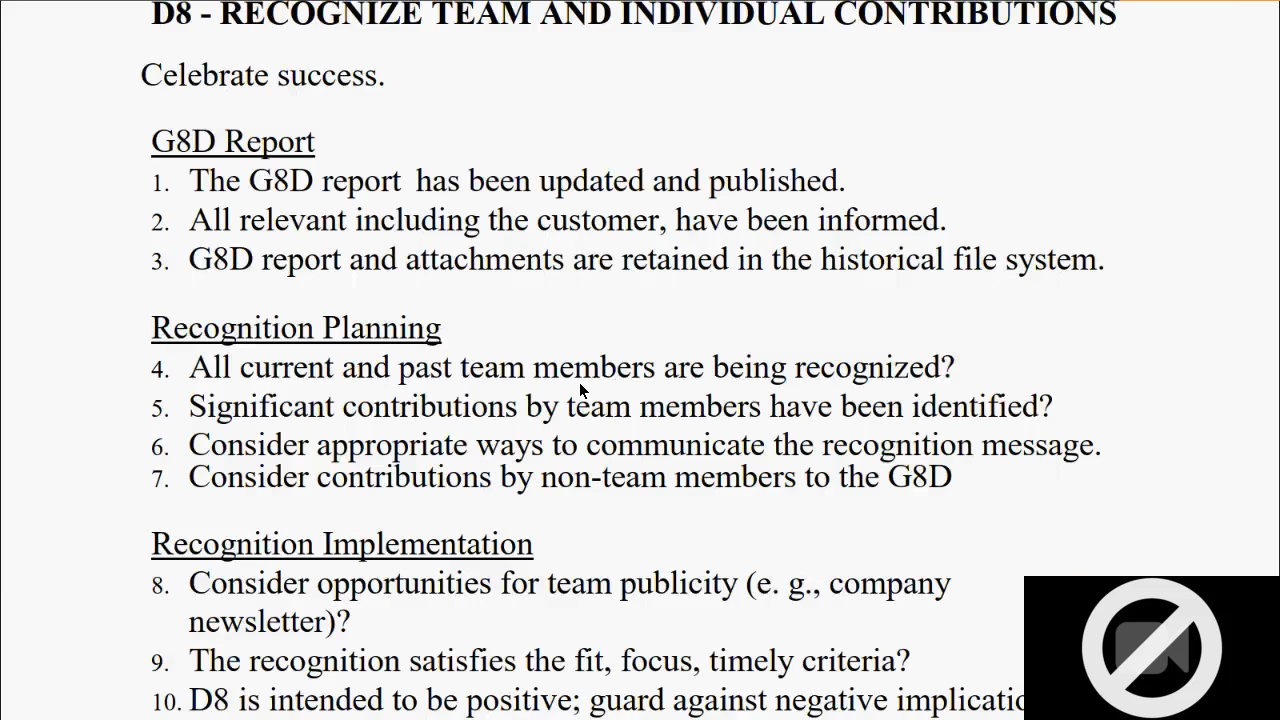 D8 - RECOGNIZE TEAM AND INDIVIDUAL CONTRIBUTIONS
Celebrate success.
G8D Report
1. The G8D report has been updated and published.
2. All relevant including the customer, have been informed.
3. G8D report and attachments are retained in the historical file system.
Recognition Planning
4. All current and past team members are being recognized?
5. Significant contributions by team members have been identified?
6. Consider appropriate ways to communicate the recognition message.
7. Consider contributions by non-team members to the G8D
Recognition Implementation
8. Consider opportunities for team publicity (e. g., company
newsletter)?
9. The recognition satisfies the fit, focus, timely criteria?
10. D8 is intended to be positive; guard against negative